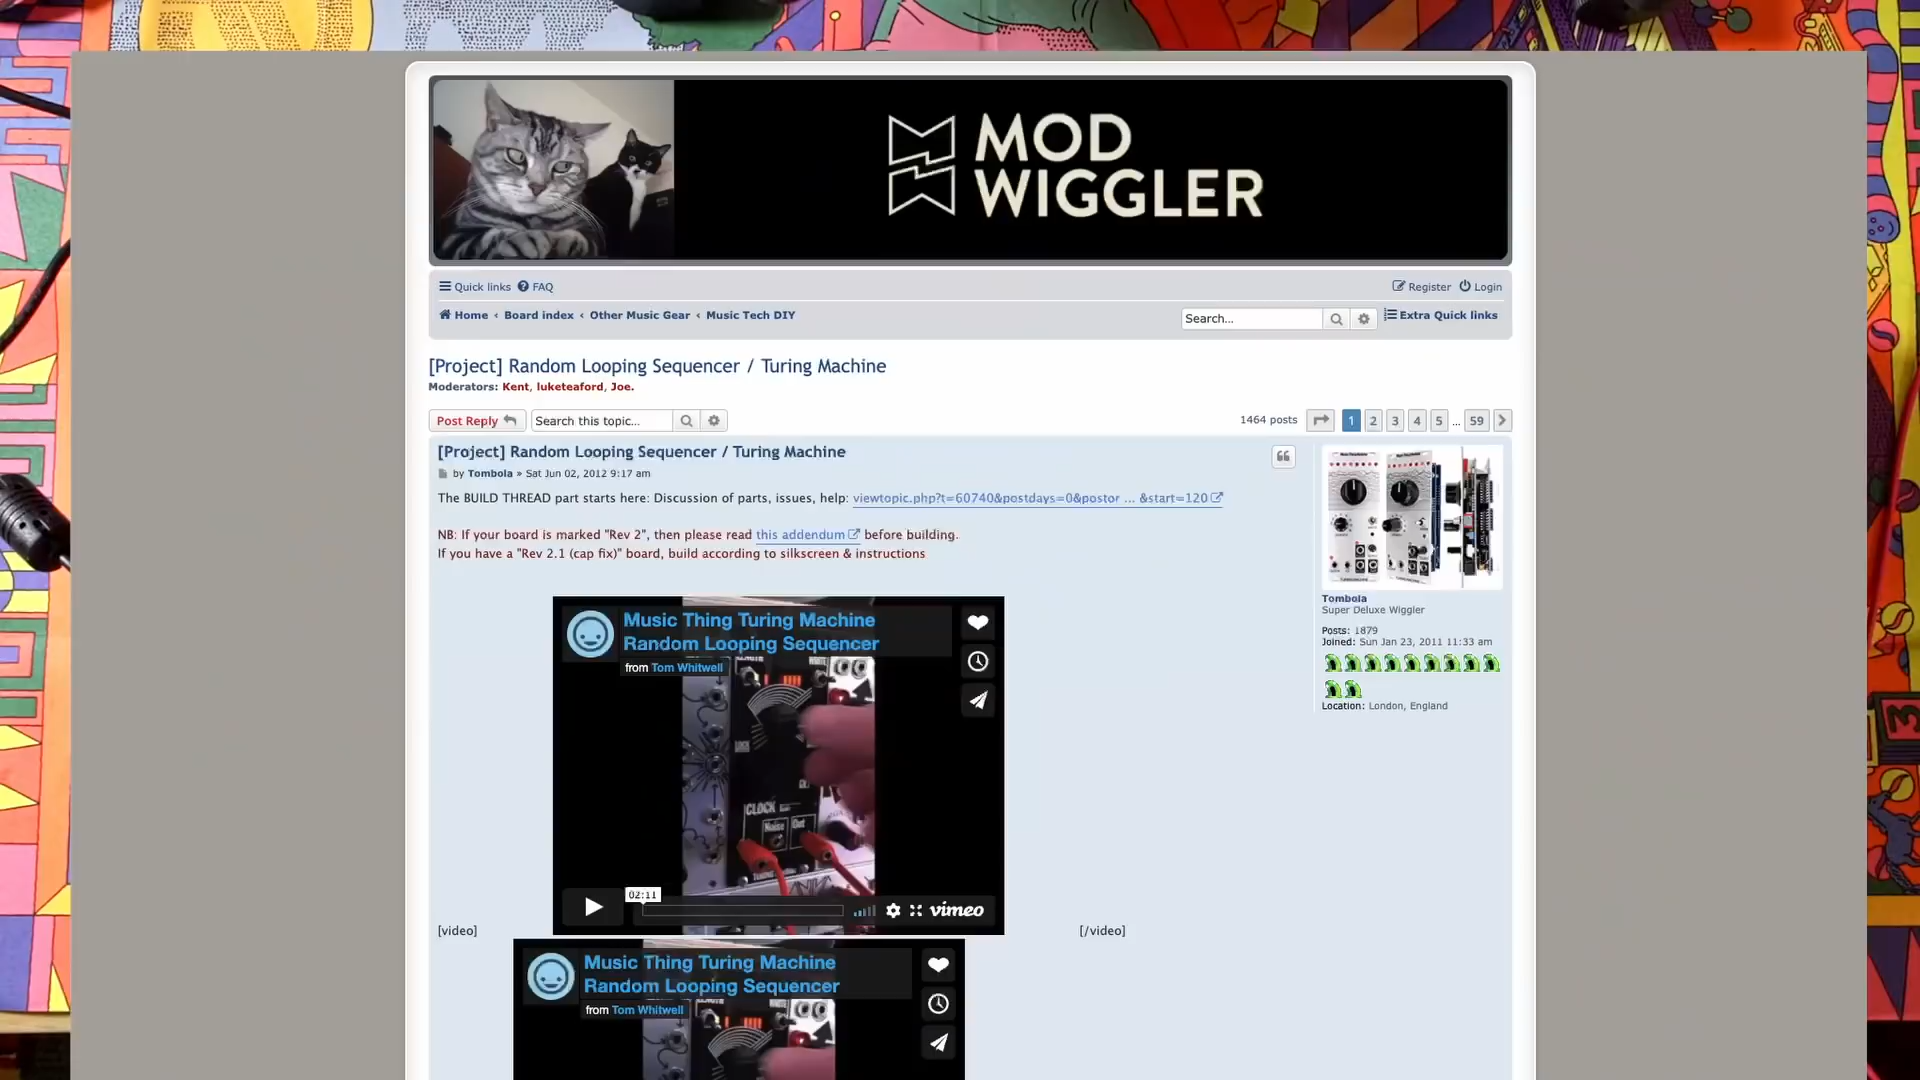 MOD
WIGGLER
Quick links FAQ
Register Login
Home ‹ Board index ‹ Other Music Gear ‹ Music Tech DIY
Search...
Extra Quick links
[Project] Random Looping Sequencer / Turing Machine
Moderators: Kent, luketeaford, Joe.
Post Reply
Search this topic...
1464 posts
1 2 3 4 5 ... 59
[Project] Random Looping Sequencer / Turing Machine
by Tombola » Sat Jun 02, 2012 9:17 am
The BUILD THREAD part starts here: Discussion of parts, issues, help: viewtopic.php?t=60740&postdays=0&postor ... &start=120
NB: If your board is marked "Rev 2", then please read this addendum before building.
If you have a "Rev 2.1 (cap fix)" board, build according to silkscreen & instructions
Tombola
Super Deluxe Wiggler
Posts: 1879
Joined: Sun Jan 23, 2011 11:33 am
Location: London, England
Music Thing Turing Machine
Random Looping Sequencer
from Tom Whitwell
LOCK
CLOCK
Noise Out
02:11
vimeo
[video]
[/video]
Music Thing Turing Machine
Random Looping Sequencer
from Tom Whitwell
3